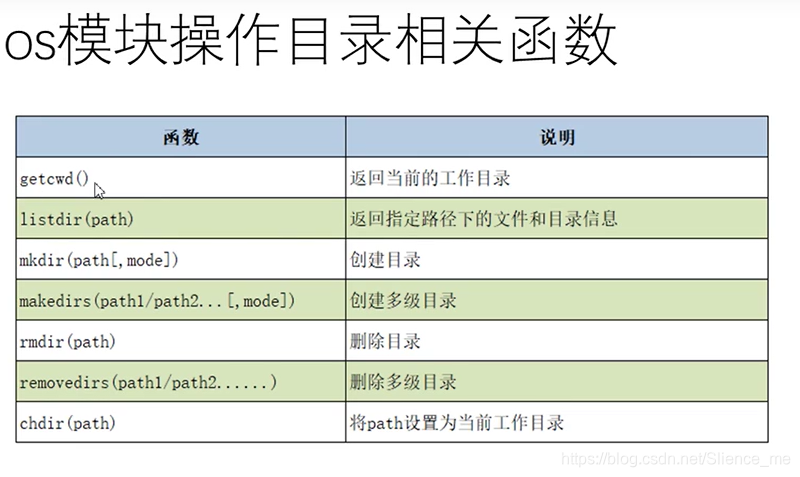 os模块操作目录相关函数
函数 说明
getcwd() 返回当前的工作目录
listdir(path) 返回指定路径下的文件和目录信息
mkdir(path[,mode]) 创建目录
makedirs(path1/path2...[,mode]) 创建多级目录
rmdir(path) 删除目录
removedirs(path1/path2......) 删除多级目录
chdir(path) 将path设置为当前工作目录
https://blog.csdn.net/Slience_me